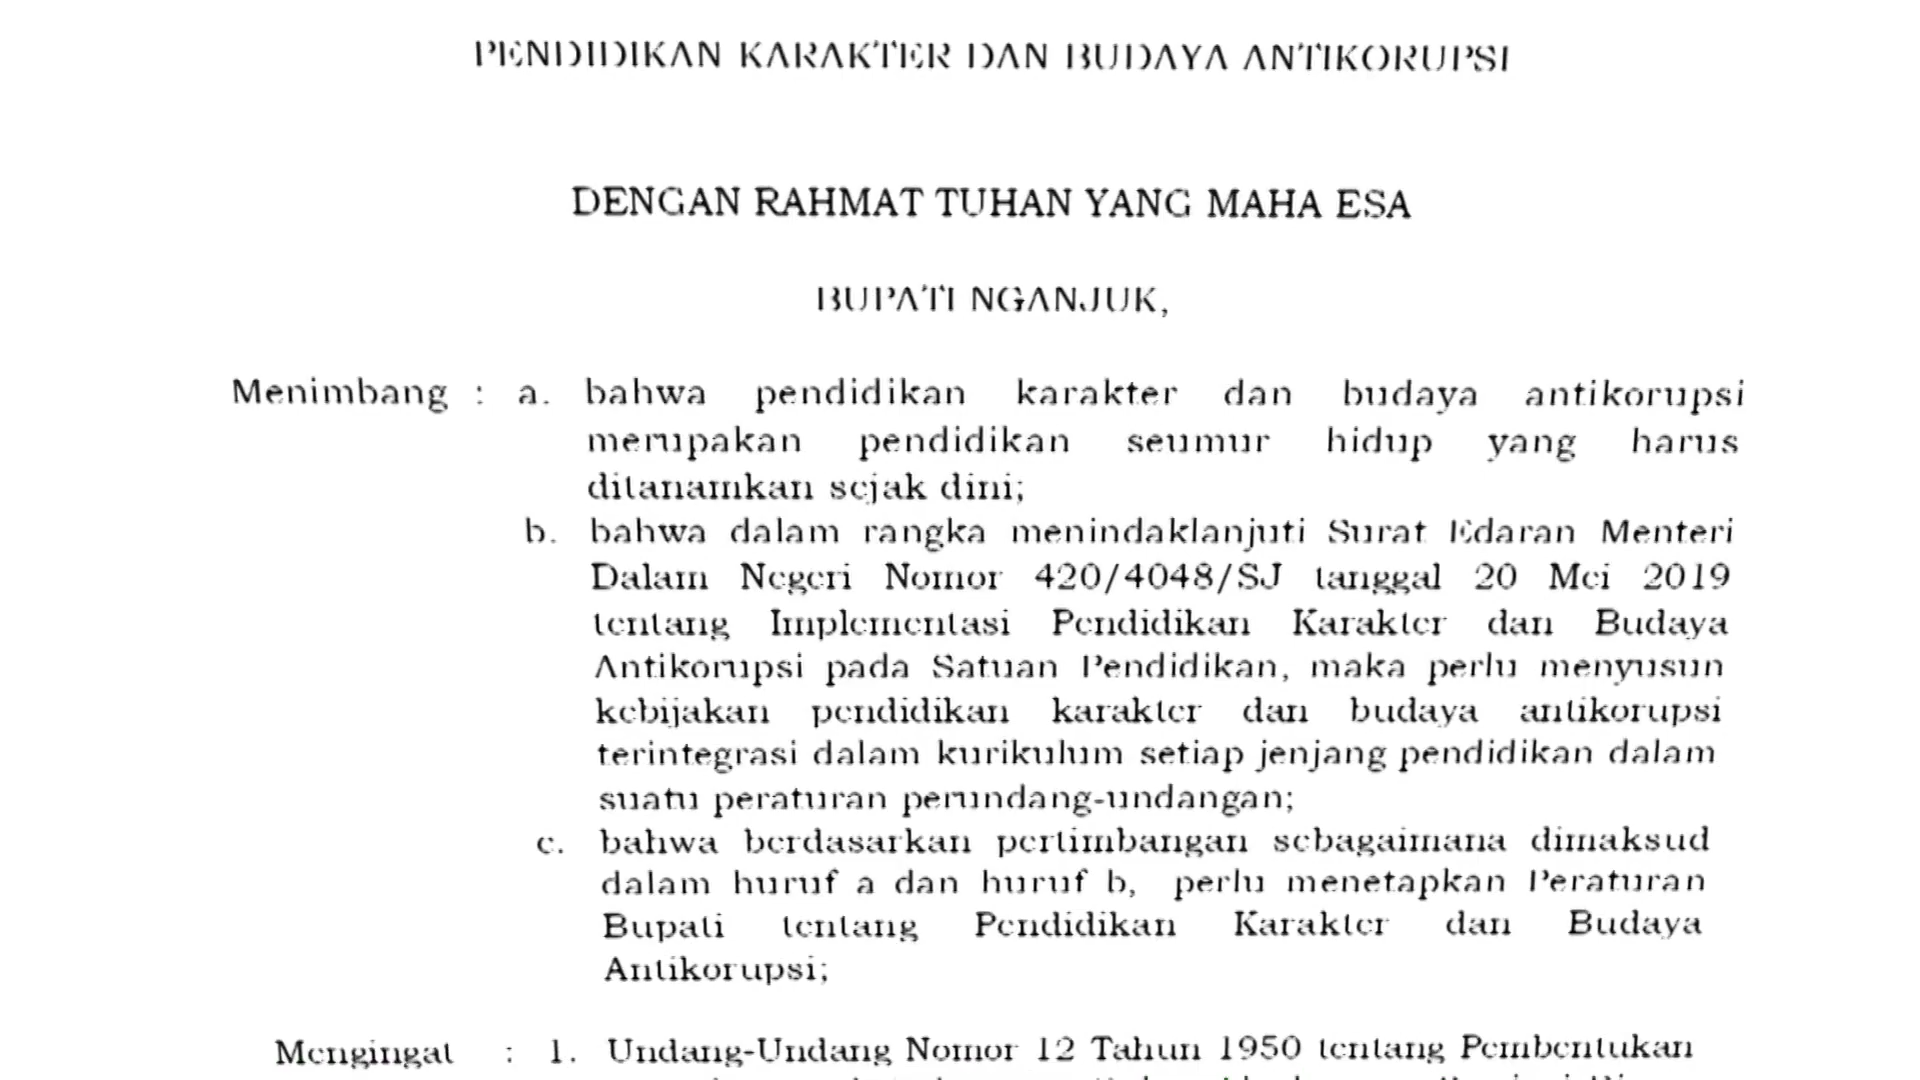 PENDIDIKAN KARAKTER DAN BUDAYA ANTIKORUPSI
DENGAN RAHMAT TUHAN YANG MAHA ESA
BUPATI NGANJUK,
Menimbang : a. bahwa pendidikan karakter dan budaya antikorupsi
merupakan pendidikan seumur hidup yang harus
ditanamkan sejak dini;
b. bahwa dalam rangka menindaklanjuti Surat Edaran Menteri
Dalam Negeri Nomor 420/4048/SJ tanggal 20 Mei 2019
tentang Implementasi Pendidikan Karakter dan Budaya
Antikorupsi pada Satuan Pendidikan, maka perlu menyusun
kebijakan pendidikan karakter dan budaya antikorupsi
terintegrasi dalam kurikulum setiap jenjang pendidikan dalam
suatu peraturan perundang-undangan;
c. bahwa berdasarkan pertimbangan sebagaimana dimaksud
dalam huruf a dan huruf b, perlu menetapkan Peraturan
Bupati tentang Pendidikan Karakter dan Budaya
Antikorupsi;
Mengingat : 1. Undang-Undang Nomor 12 Tahun 1950 tentang Pembentukan